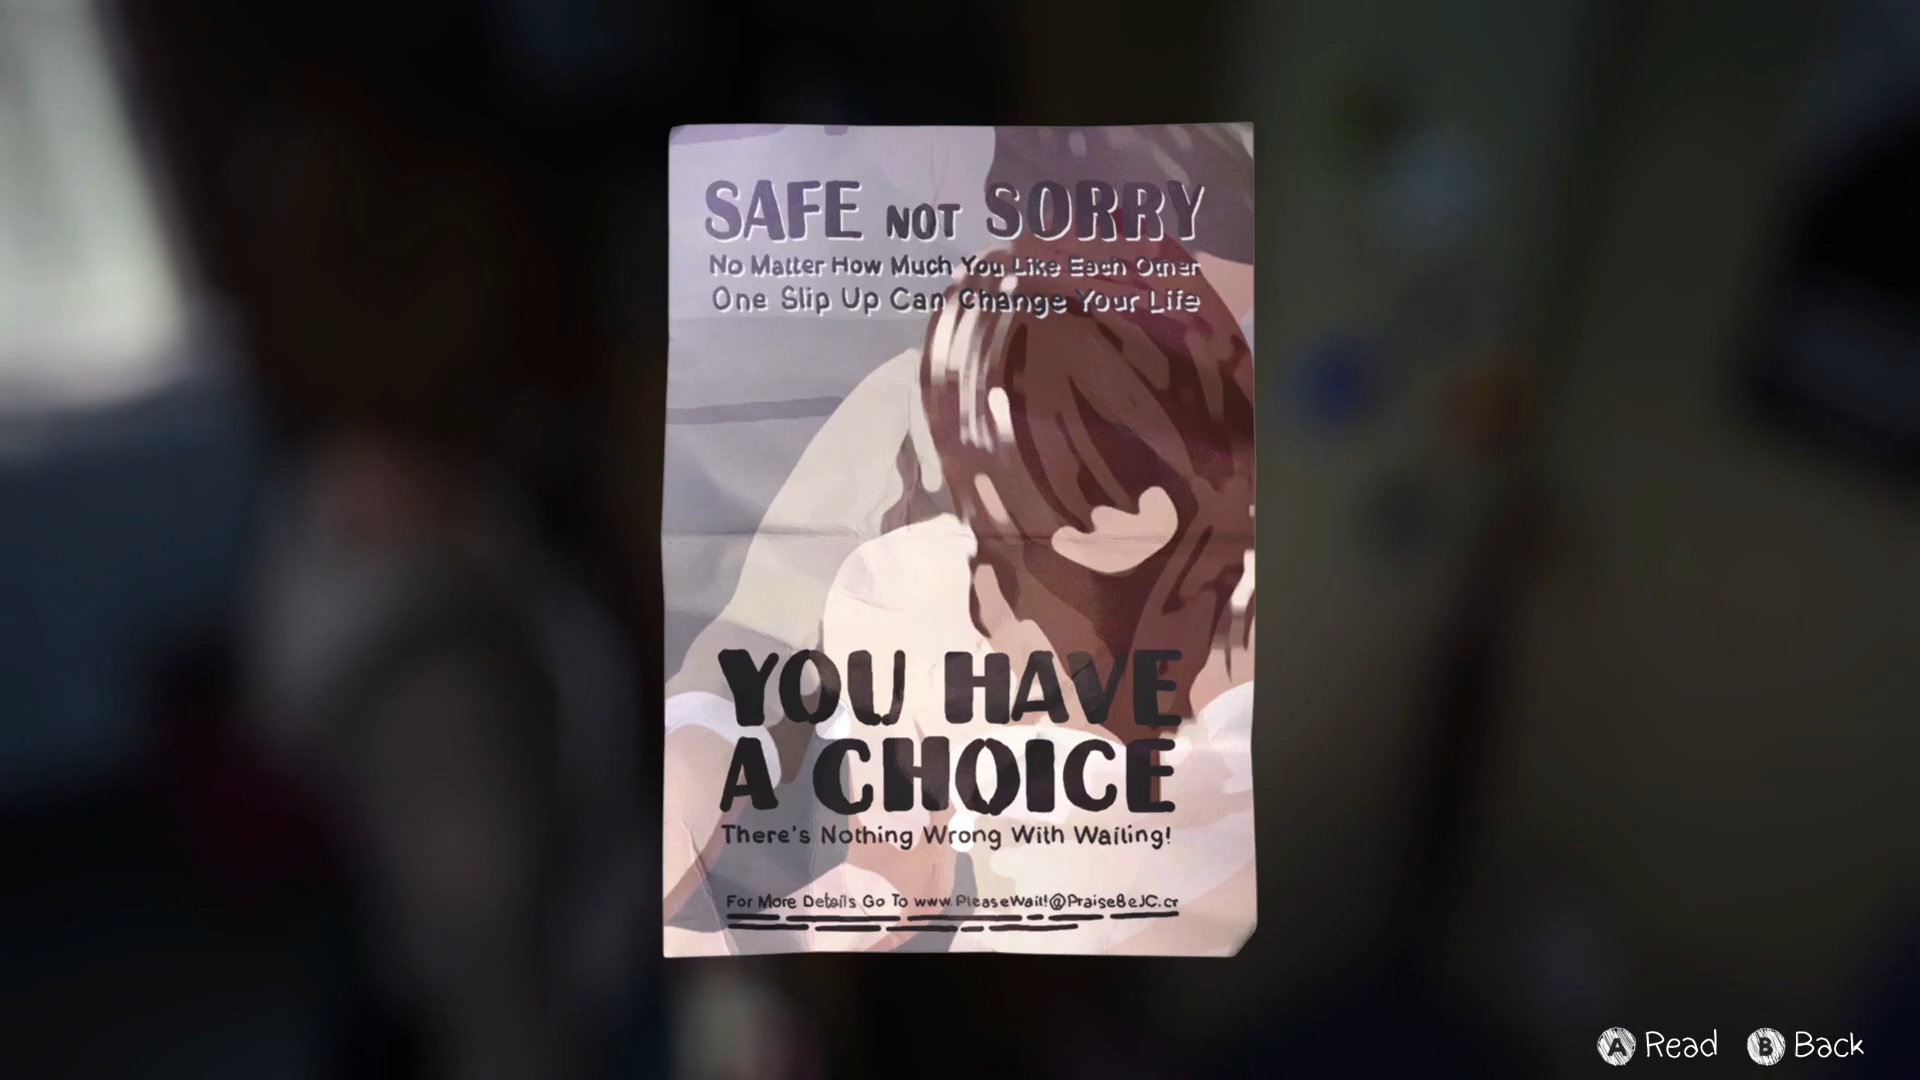 SAFE NOT SORRY
No Matter How Much You Like Each Other
One Slip Up Can Change Your Life
YOU HAVE
A CHOICE
There's Nothing Wrong With Waiting!
For More Details Go To www.PleaseWait!@PraiseBeJC.cr
A Read B Back